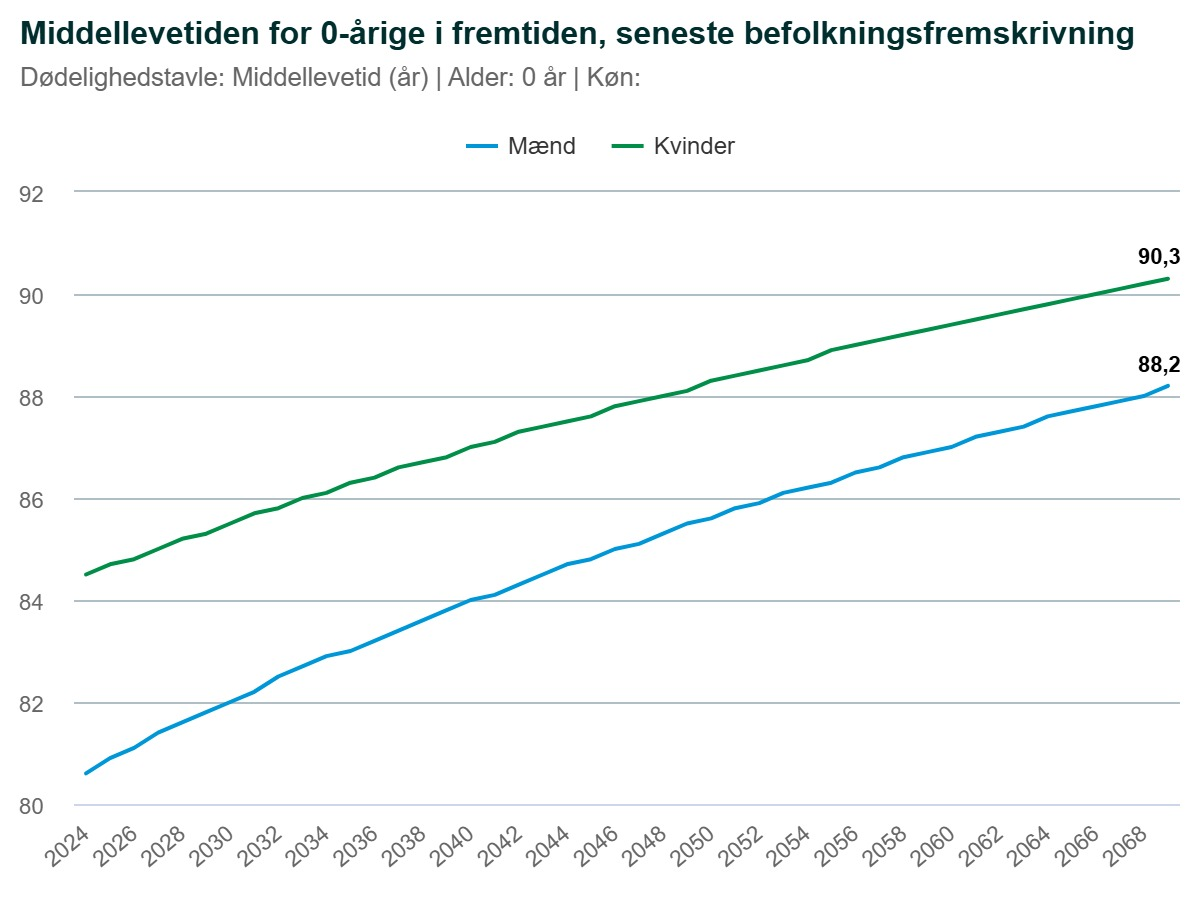 Middellevetiden for 0-årige i fremtiden, seneste befolkningsfremskrivning
Dødelighedstavle: Middellevetid (år) | Alder: 0 år | Køn:
Mænd Kvinder
92
90,3
90
88,2
88
86
84
82
80
2024 2026 2028 2030 2032 2034 2036 2038 2040 2042 2044 2046 2048 2050 2052 2054 2056 2058 2060 2062 2064 2066 2068